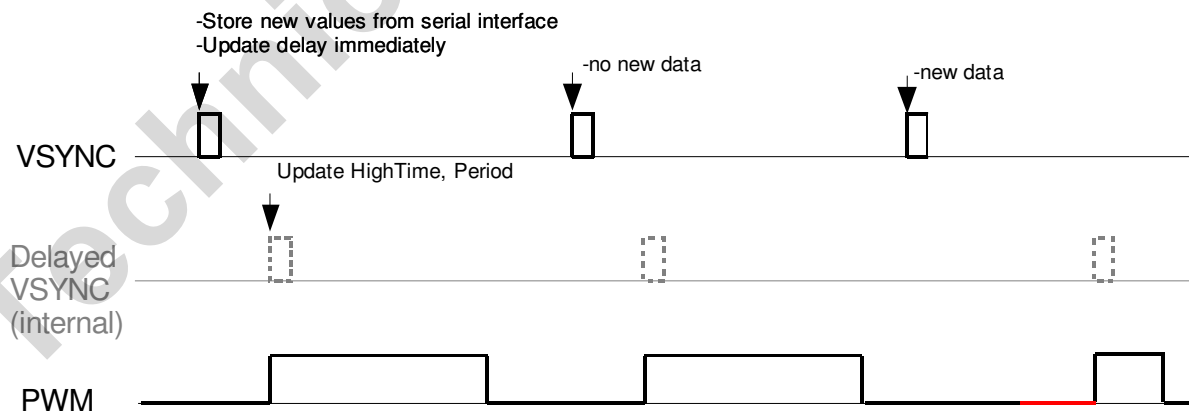 -Store new values from serial interface
-Update delay immediately
-no new data
-new data
VSYNC
Update HighTime, Period
Delayed
VSYNC
(internal)
PWM
Techni